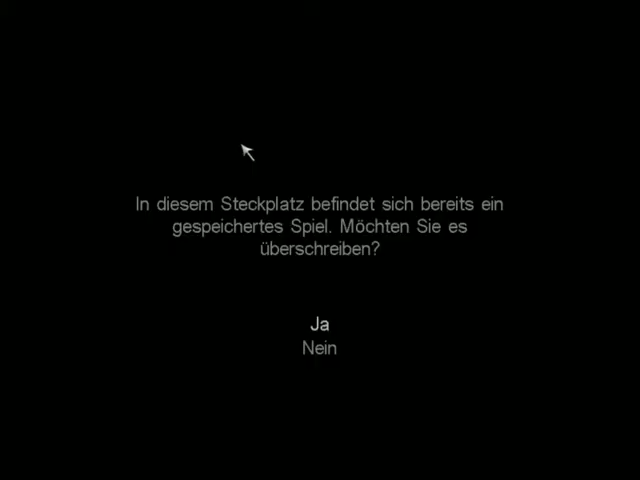 In diesem Steckplatz befindet sich bereits ein
gespeichertes Spiel. Möchten Sie es
überschreiben?
Ja
Nein